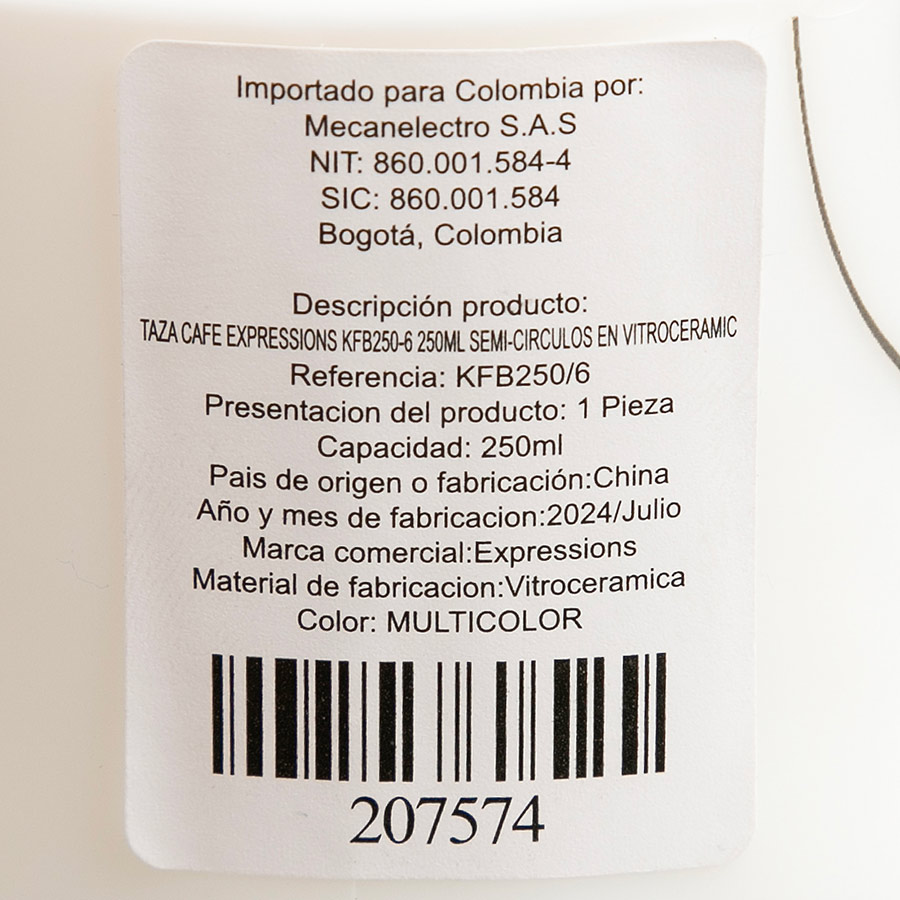 Importado para Colombia por:
Mecanelectro S.A.S
NIT: 860.001.584-4
SIC: 860.001.584
Bogotá, Colombia
Descripción producto:
TAZA CAFE EXPRESSIONS KFB250-6 250ML SEMI-CIRCULOS EN VITROCERAMIC
Referencia: KFB250/6
Presentacion del producto: 1 Pieza
Capacidad: 250ml
Pais de origen o fabricación:China
Año y mes de fabricacion:2024/Julio
Marca comercial:Expressions
Material de fabricacion:Vitroceramica
Color: MULTICOLOR
207574